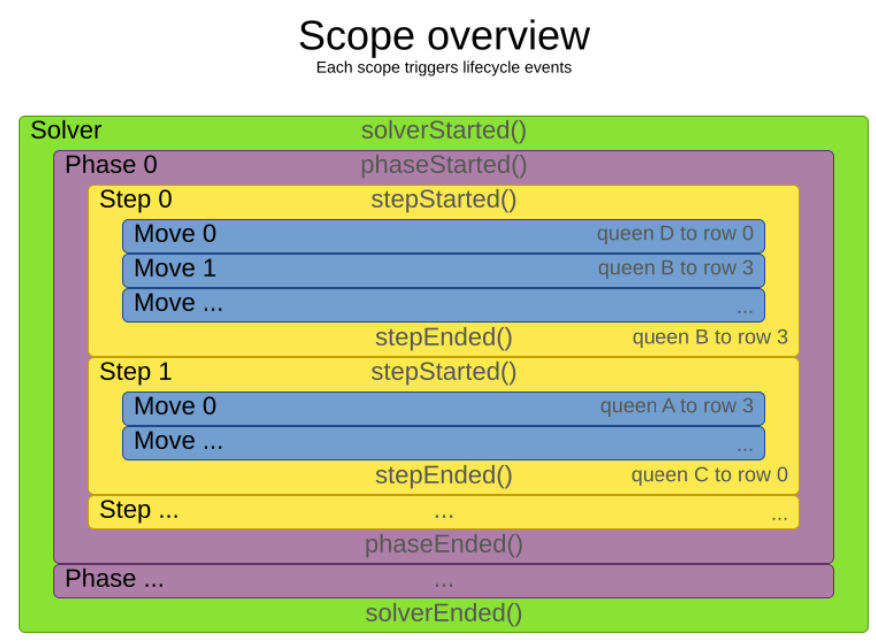 Scope overview
Each scope triggers lifecycle events
Solver solverStarted()
Phase 0 phaseStarted()
Step 0 stepStarted()
Move 0 queen D to row 0
Move 1 queen B to row 3
Move ... ...
stepEnded() queen B to row 3
Step 1 stepStarted()
Move 0 queen A to row 3
Move ... ...
stepEnded() queen C to row 0
Step ... ... ...
phaseEnded()
Phase ... ...
solverEnded()